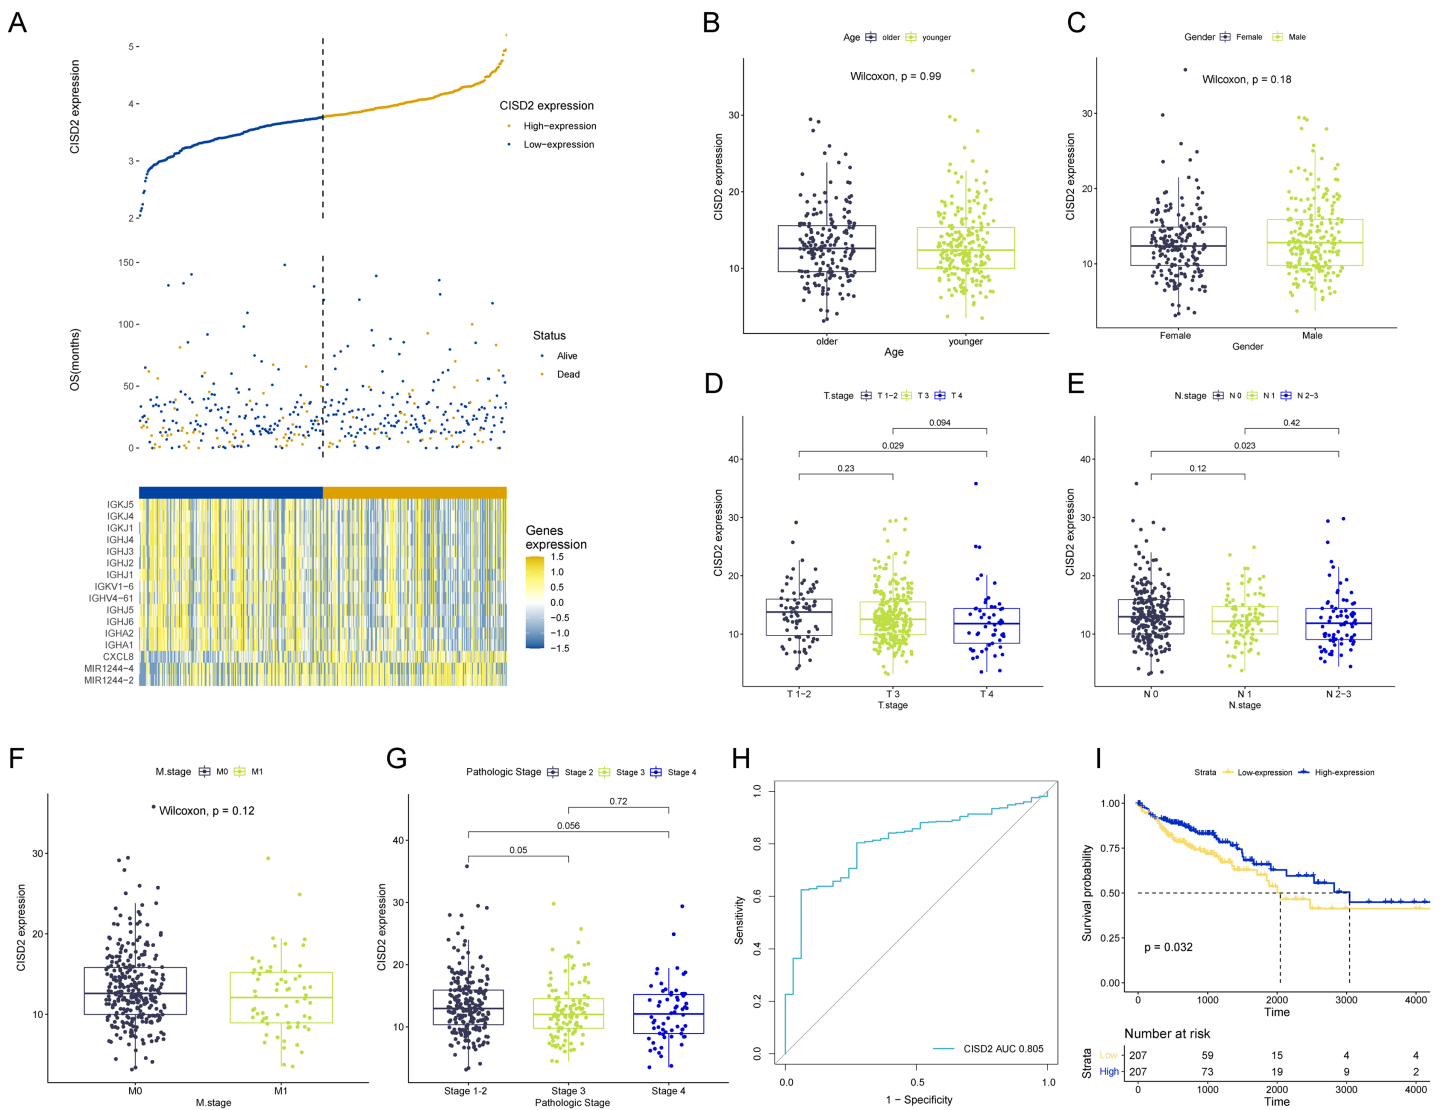 A
CISD2 expression
5
4
3
2
CISD2 expression
High−expression
Low−expression
OS(months)
150
100
50
0
Status
Alive
Dead
IGKJ5
IGKJ4
IGKJ1
IGHJ4
IGHJ3
IGHJ2
IGHJ1
IGKV1−6
IGHV4−61
IGHJ5
IGHJ6
IGHA2
IGHA1
CXCL8
MIR1244−4
MIR1244−2
Genes
expression
1.5
1.0
0.5
0.0
−0.5
−1.0
−1.5
B
Age older younger
Wilcoxon, p = 0.99
CISD2 expression
30
20
10
older younger
Age
C
Gender Female Male
Wilcoxon, p = 0.18
CISD2 expression
30
20
10
Female Male
Gender
D
T.stage T 1−2 T 3 T 4
0.094
0.029
0.23
CISD2 expression
40
30
20
10
T 1−2 T 3 T 4
T.stage
E
N.stage N 0 N 1 N 2−3
0.42
0.023
0.12
CISD2 expression
40
30
20
10
N 0 N 1 N 2−3
N.stage
F
M.stage M0 M1
Wilcoxon, p = 0.12
CISD2 expression
30
20
10
M0 M1
M.stage
G
Pathologic Stage Stage 2 Stage 3 Stage 4
0.72
0.056
0.05
CISD2 expression
40
30
20
10
Stage 1-2 Stage 3 Stage 4
Pathologic Stage
H
Sensitivity
1.0
0.8
0.6
0.4
0.2
0.0
CISD2 AUC 0.805
0.0 0.2 0.4 0.6 0.8 1.0
1 − Specificity
I
Strata Low−expression High−expression
Survival probability
1.00
0.75
0.50
0.25
0.00
p = 0.032
0 1000 2000 3000 4000
Time
Number at risk
Strata
Low 207 59 15 4 4
High 207 73 19 9 2
0 1000 2000 3000 4000
Time